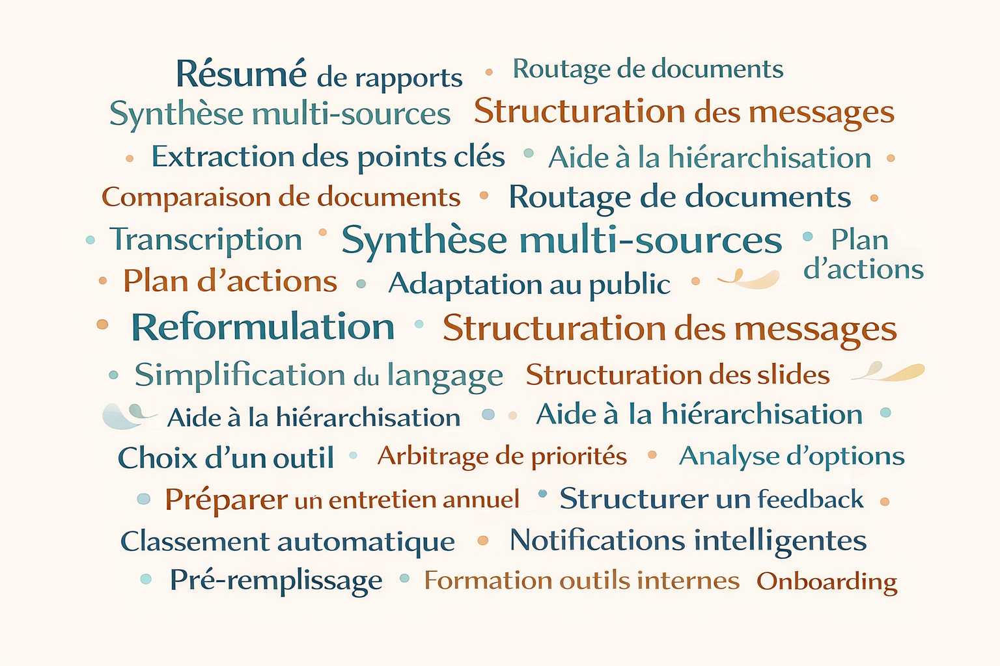 Résumé de rapports • Routage de documents
Synthèse multi-sources Structuration des messages
• Extraction des points clés • Aide à la hiérarchisation •
Comparaison de documents • Routage de documents •
• Transcription • Synthèse multi-sources • Plan d’actions
• Plan d’actions • Adaptation au public •
• Reformulation • Structuration des messages
• Simplification du langage Structuration des slides
Aide à la hiérarchisation • • Aide à la hiérarchisation •
Choix d’un outil • Arbitrage de priorités • Analyse d’options
• Préparer un entretien annuel • Structurer un feedback •
Classement automatique • Notifications intelligentes
• Pré-remplissage • Formation outils internes Onboarding